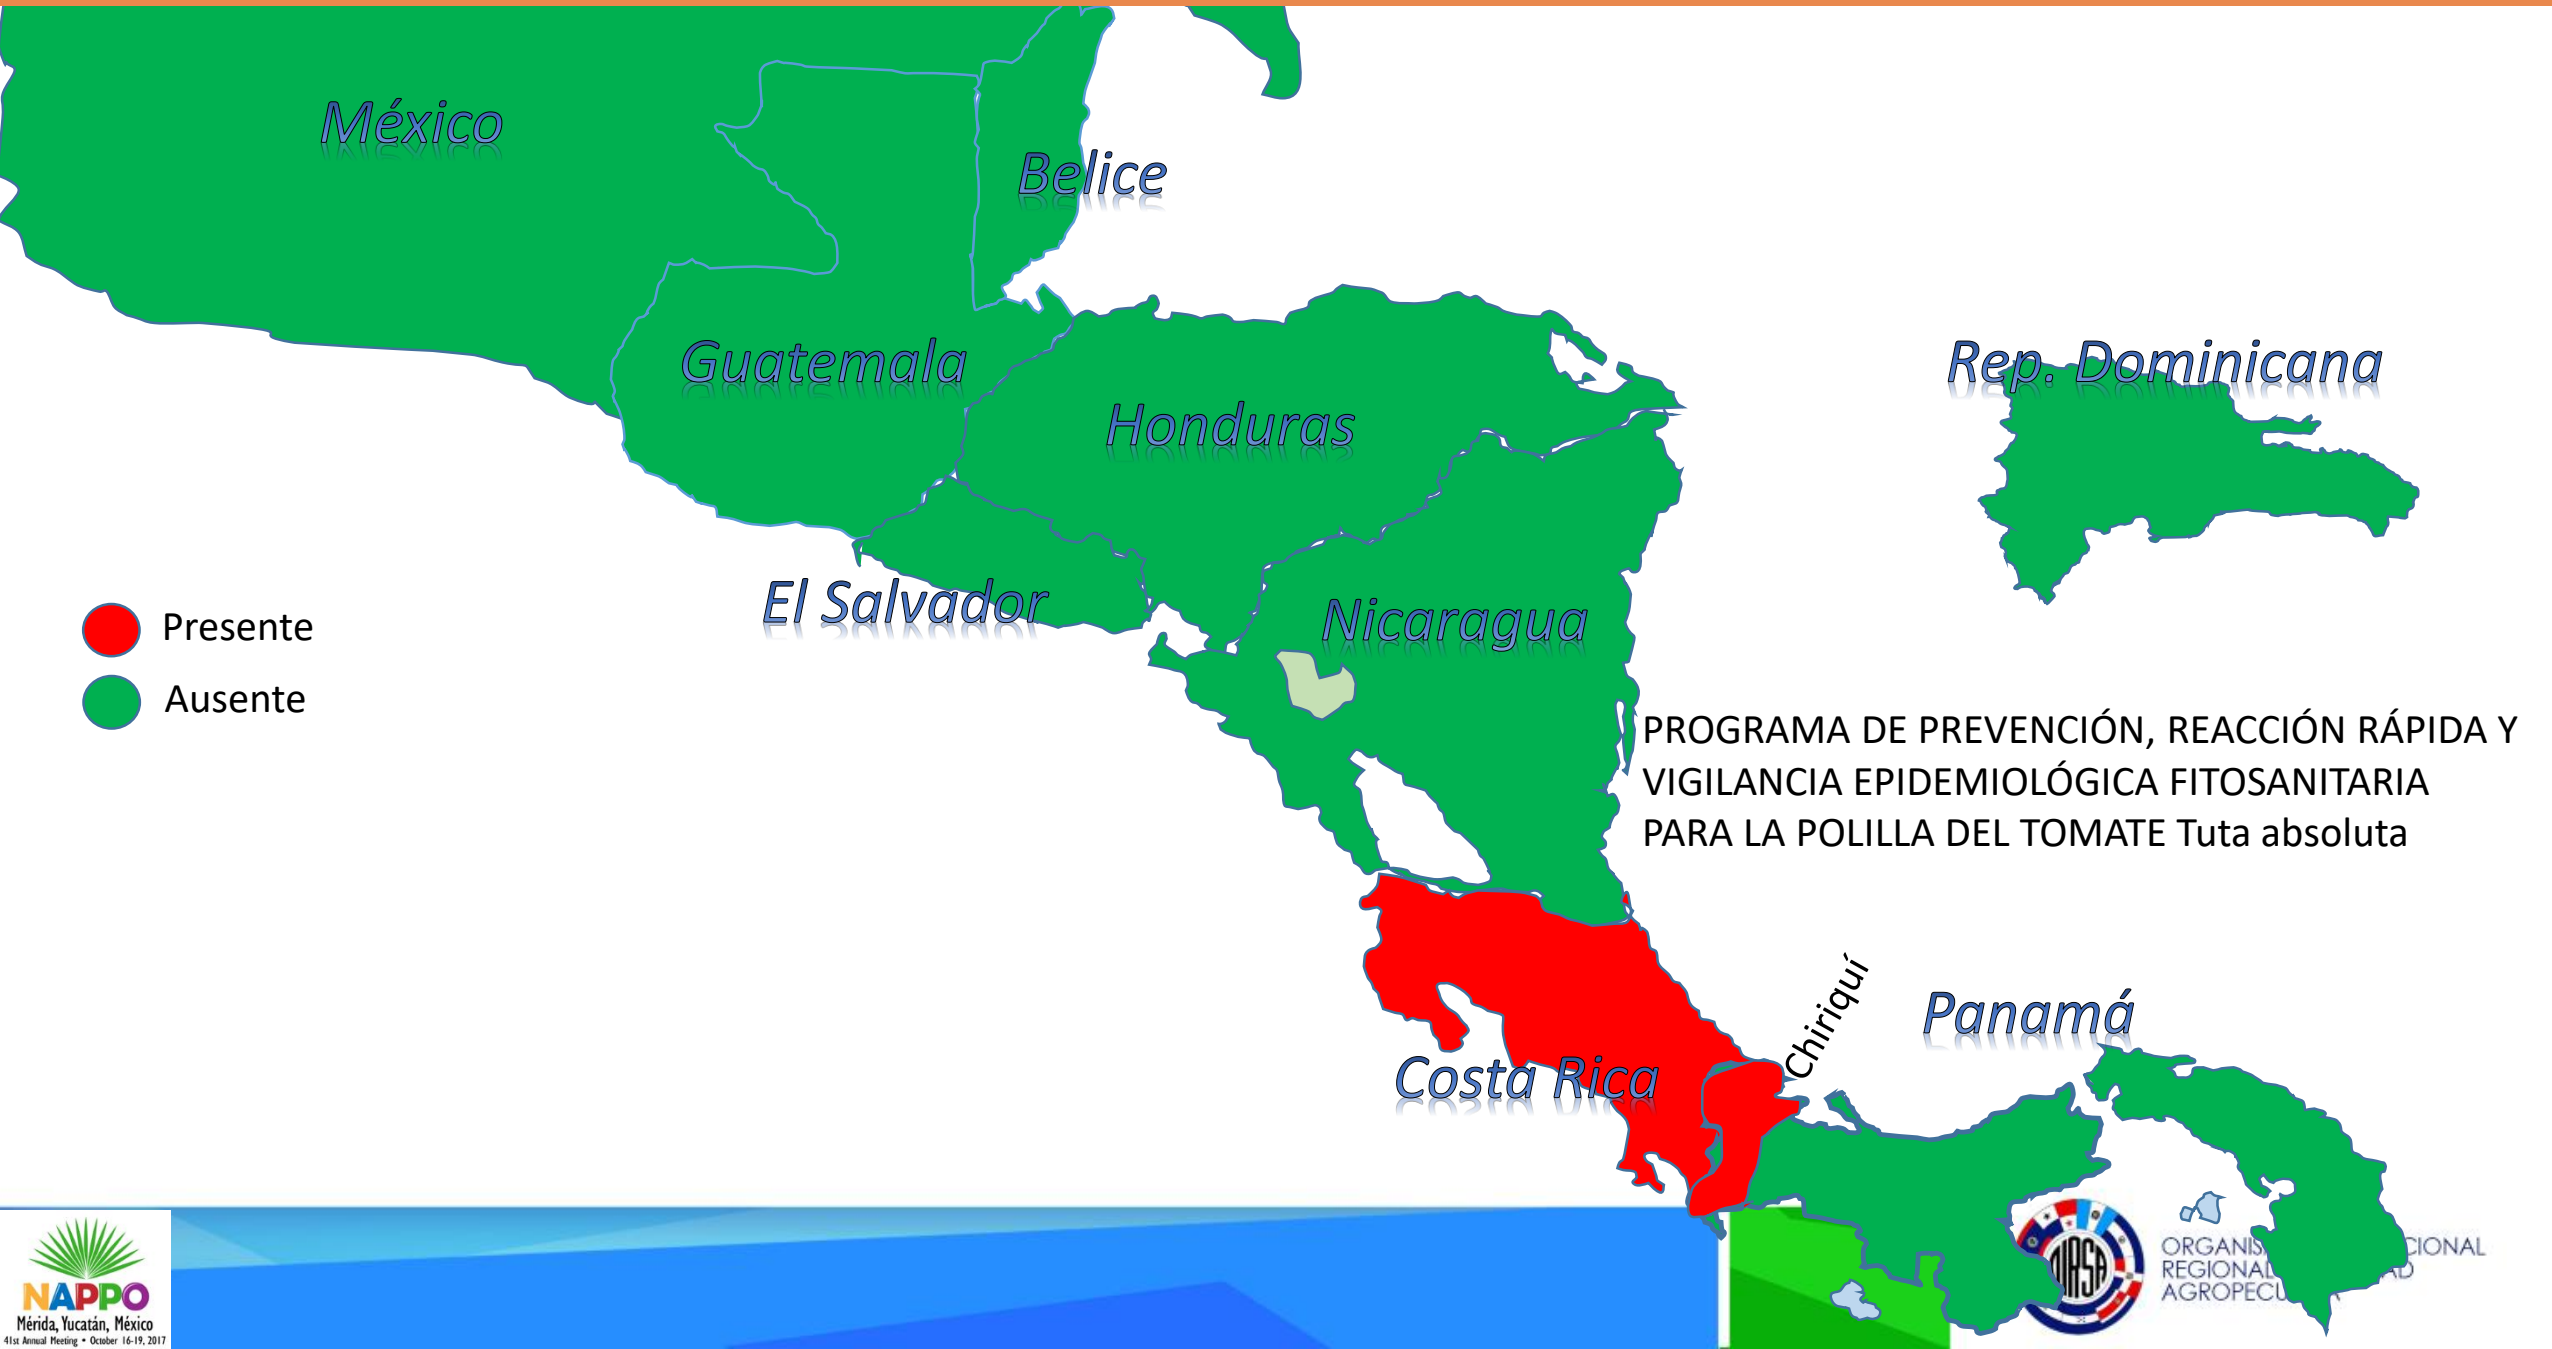 México
Belice
Guatemala
Rep. Dominicana
Honduras
El Salvador
Nicaragua
Presente
Ausente
PROGRAMA DE PREVENCIÓN, REACCIÓN RÁPIDA Y
VIGILANCIA EPIDEMIOLÓGICA FITOSANITARIA
PARA LA POLILLA DEL TOMATE Tuta absoluta
Chiriquí
Panamá
Costa Rica
NAPPO
Mérida, Yucatán, México
41st Annual Meeting • October 16-19, 2017
OIRSA
REGIONAL